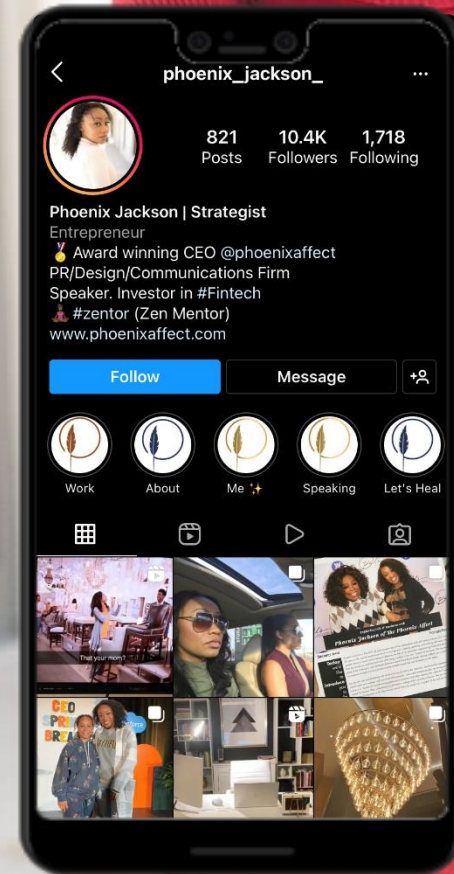 phoenix_jackson_
821 10.4K 1,718
Posts Followers Following
Phoenix Jackson | Strategist
Entrepreneur
🏅 Award winning CEO @phoenixaffect
PR/Design/Communications Firm
Speaker. Investor in #Fintech
🧘🏾‍♀️ #zentor (Zen Mentor)
www.phoenixaffect.com
Follow Message
Work About Me ✨ Speaking Let's Heal
That your mom?
Phoenix Jackson of The Phoenix Affect
CEO
SPRE
BREA